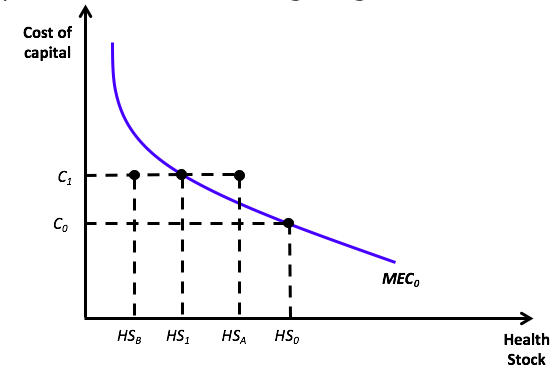 Cost of
capital
C1
C0
MEC0
HSB HS1 HSA HS0
Health
Stock